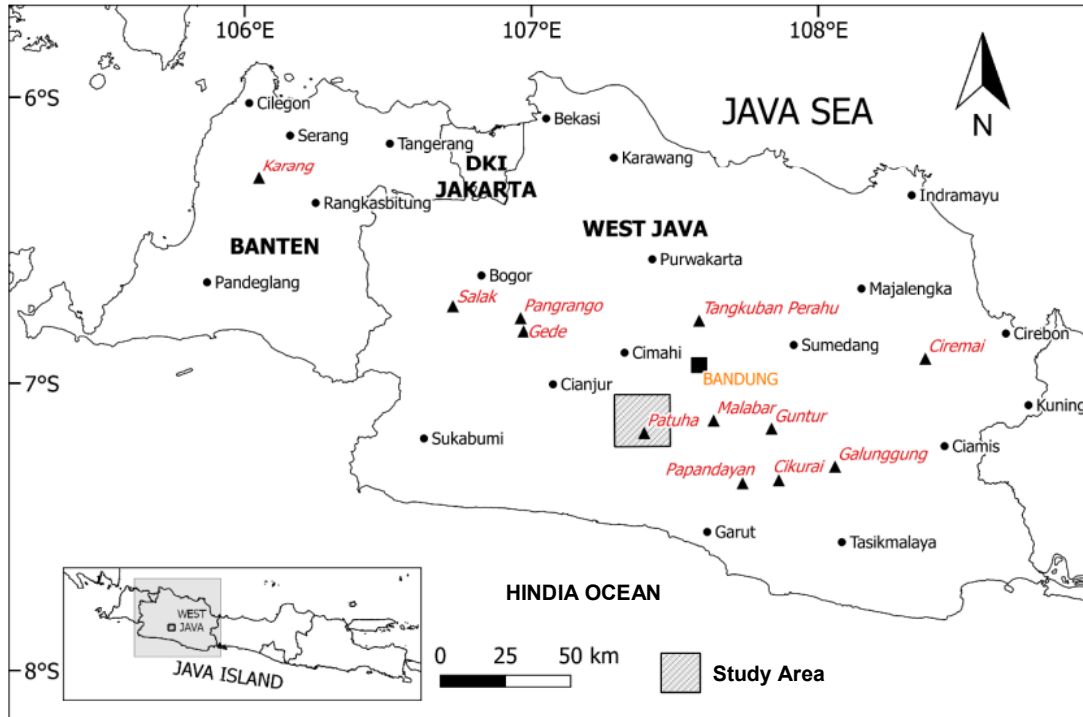 106°E
107°E
108°E
6°S
JAVA SEA
N
Cilegon
Bekasi
Serang
Tangerang
Karang
DKI
JAKARTA
Karawang
Rangkasbitung
Indramayu
BANTEN
WEST JAVA
Purwakarta
Pandeglang
Bogor
Majalengka
Salak
Pangrango
Tangkuban Perahu
Gede
Cirebon
Cimahi
Sumedang
Ciremai
7°S
Cianjur
BANDUNG
Kuning
Patuha
Malabar
Guntur
Sukabumi
Ciamis
Papandayan
Cikurai
Galunggung
Garut
Tasikmalaya
HINDIA OCEAN
WEST
JAVA
JAVA ISLAND
8°S
0 25 50 km
Study Area